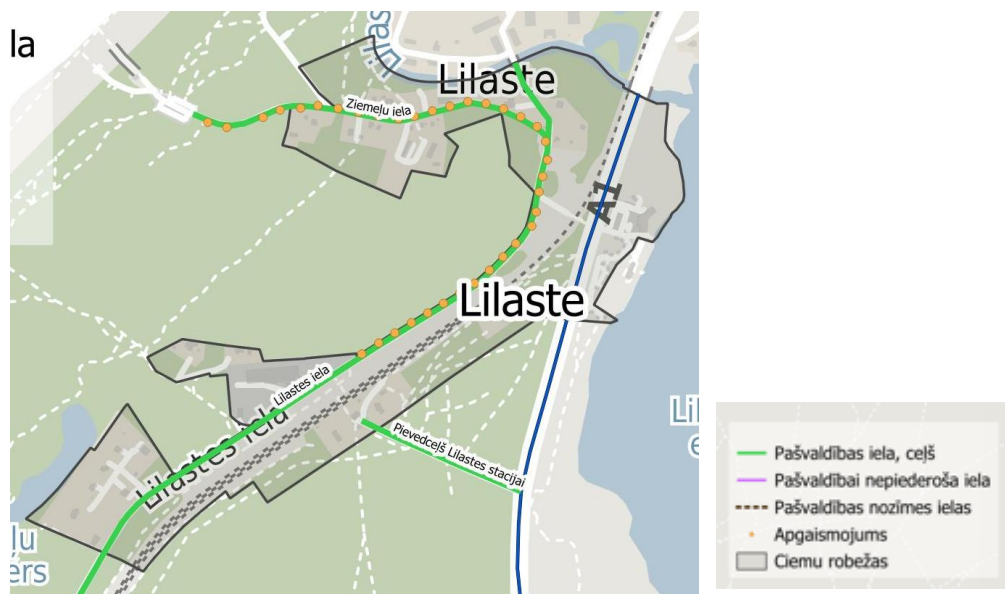 la
Lilaste
Ziemeļu iela
A1
Lilaste
Lilastes iela
Lilastes iela
Pievedceļš Lilastes stacijai
Pašvaldības iela, ceļš
Pašvaldībai nepiederoša iela
Pašvaldības nozīmes ielas
Apgaismojums
Ciemu robežas